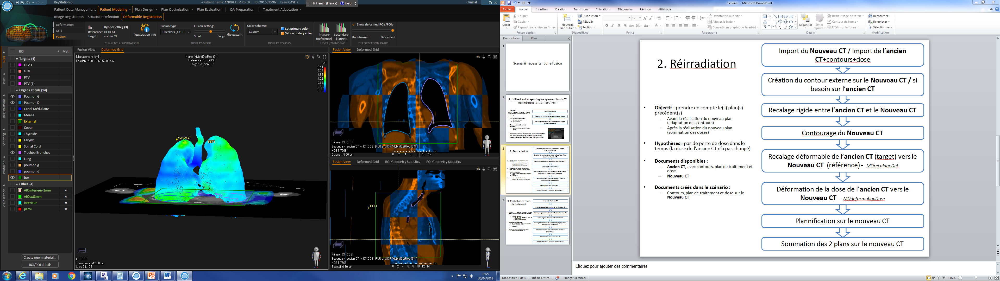 RayStation 6
Patient name: ANDREE BARBIER
ID: 201603596
Case: CASE 2
FR French (France)
Help
Clinical
Patient Data Management
Patient Modeling
Plan Design
Plan Optimization
Plan Evaluation
QA Preparation
Treatment Adaptation
Image Registration
Structure Definition
Deformable Registration
Deformation
Grid
Fusion
HybridDefReg (3)
Reference: CT DOSI
Target: ancien CT
Registration info
CURRENT REGISTRATION
Fusion type:
Checkers [Alt + I
Fusion setting:
Small
Large
Flip pattern
DISPLAY MODE
Color scheme:
Custom
Set primary color
Set secondary color
DISPLAY COLORS
Primary
(Reference)
Secondary
(Target)
LEVEL / WINDOW
Show deformed ROIs/POIs
Undeformed
Deformed
DEFORMATION RATIO
ROIs
POIs
Registrations
Scripting
Protocols
Visualization
ROI
Matl
Targets (4)
CTV T
GTV
PTV
PTV (1)
Organs at risk (14)
Poumon G
Poumon D
Canal Médullaire
Moelle
External
Coeur
Thyroide
Larynx
Spinal Cord
Trachée Bronches
Lung
poumon g
poumon d
box
Other (4)
AIOinterieur-1mm
AIOext3mm
interieur
paroi
Create new material...
ROI/POI details
Fusion View
Deformed Grid
Displacement [cm]: -
Position: 7.40 -12.60 57.06 cm
Name: 'HybridDefReg (3)1'
Reference: 'CT DOSI'
Target: 'ancien CT'
cm
2.44
2.05
1.63
1.22
0.83
0.41
0.00
isosusclav
REF1
CT DOSI
Transversal: -12.60 cm
Slice 34/126
Fusion View
Deformed Grid
Primary: CT DOSI
Secondary: ancien CT -> CT DOSI (FoR and DR 'HybridDefReg (3)1')
HOST-7569
Coronal: -8.50 cm
0 2 4 6 8 10 12 cm
Fusion View
Deformed Grid
ROI Geometry Statistics
POI Geometry Statistics
REF1
Primary: CT DOSI
Secondary: ancien CT -> CT DOSI (FoR and DR 'HybridDefReg (3)1')
HOST-7569
Sagittal: 0.90 cm
0 2 4 6 8 10 12 14 cm
18:22
30/04/2018
Scenarii - Microsoft PowerPoint
Fichier
Accueil
Insertion
Création
Transitions
Animations
Diaporama
Révision
Affichage
Coller
Couper
Copier
Reproduire la mise en forme
Presse-papiers
Nouvelle
diapositive
Disposition
Rétablir
Section
Diapositives
12
Police
Orientation du texte
Aligner le texte
Convertir en graphique SmartArt
Paragraphe
Organiser
Styles
rapides
Remplissage de forme
Contour de forme
Effets sur la forme
Dessin
Rechercher
Remplacer
Sélectionner
Modification
Diapositives
Plan
1
Scenarii nécessitant une fusion
2
1. Utilisation d'images diagnostiques en plus du CT
dosimétrique - CT / CT-TEP / IRM -
3
2. Réirradiation
4
3. Evaluation en cours
de traitement
2. Réirradiation
• Objectif : prendre en compte le(s) plan(s)
précédent(s)
– Avant la réalisation du nouveau plan
(adaptation des contours)
– Après la réalisation du nouveau plan
(sommation des doses)
• Hypothèses : pas de perte de dose dans le
temps (la dose de l'ancien CT n'a pas changé)
• Documents disponibles :
– Ancien CT, avec contours, plan de traitement et
dose
– Nouveau CT
• Documents créés dans le scénario :
– Contours, plan de traitement et dose sur le
Nouveau CT
Import du Nouveau CT / Import de l'ancien
CT+contours+dose
Création du contour externe sur le Nouveau CT / si
besoin sur l'ancien CT
Recalage rigide entre l'ancien CT et le Nouveau CT
Contourage du Nouveau CT
Recalage déformable de l'ancien CT (target) vers le
Nouveau CT (référence) - MOrecalageDef
Déformation de la dose de l'ancien CT vers le
Nouveau CT – MOdeformationDose
Plannification sur le nouveau CT
Sommation des 2 plans sur le nouveau CT
Cliquez pour ajouter des commentaires
Diapositive 3 de 4
"Thème Office"
Français (France)
116 %